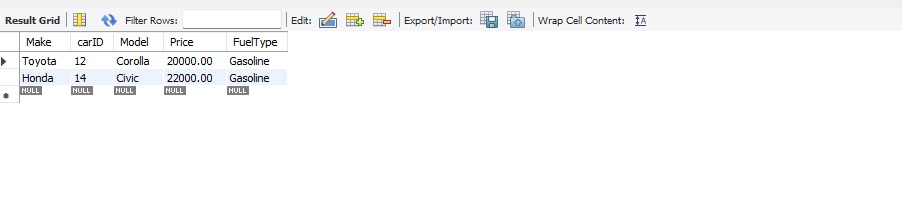 Result Grid Filter Rows: Edit: Export/Import: Wrap Cell Content: IA
Make carID Model Price FuelType
Toyota 12 Corolla 20000.00 Gasoline
Honda 14 Civic 22000.00 Gasoline
NULL NULL NULL NULL NULL